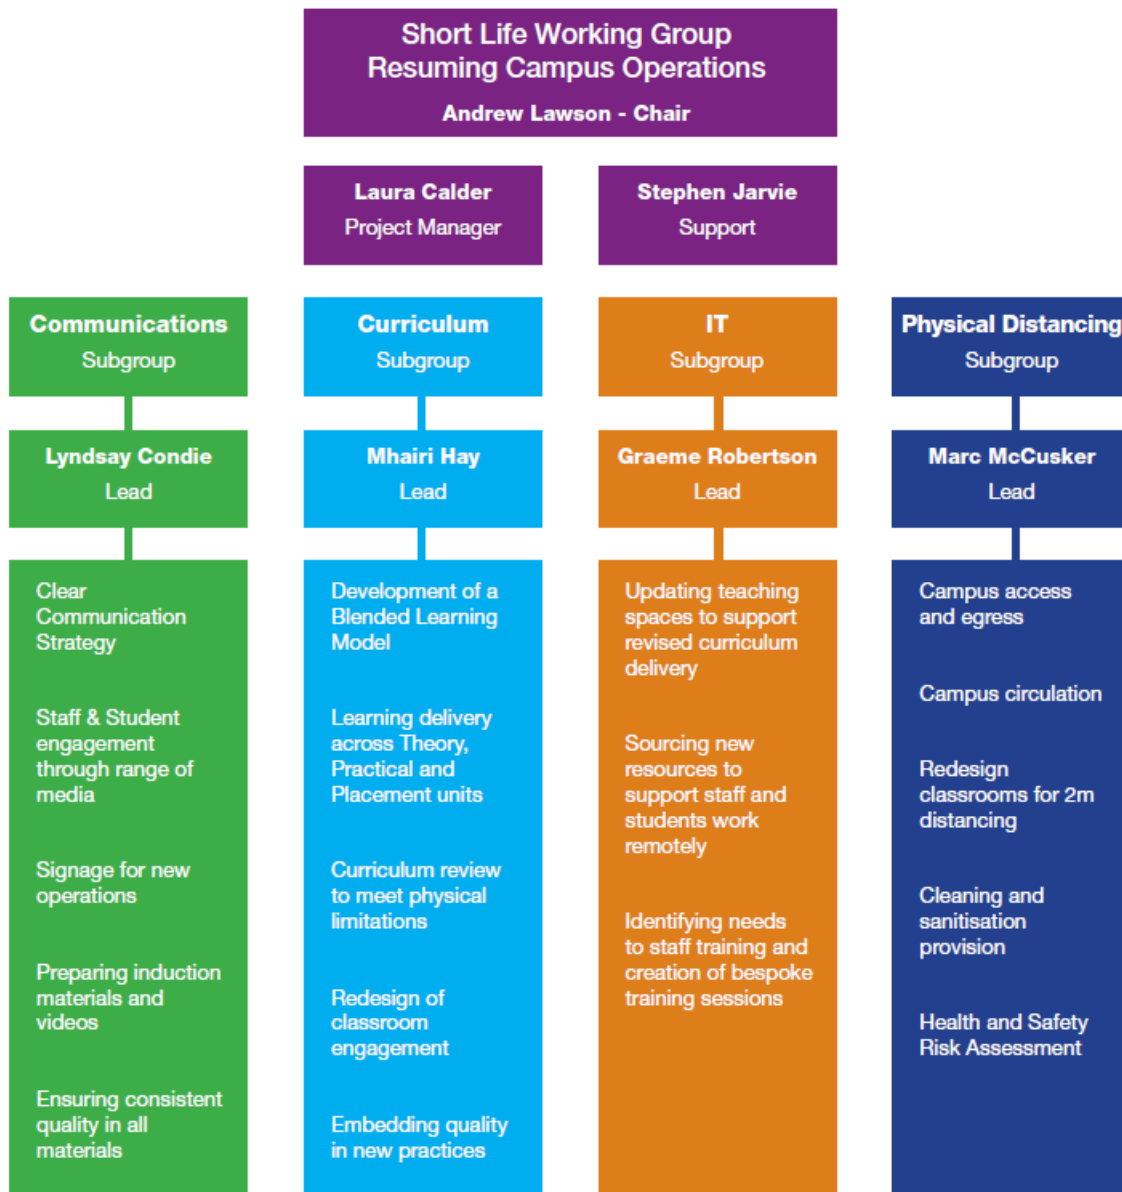 Short Life Working Group
Resuming Campus Operations
Andrew Lawson - Chair
Laura Calder
Project Manager
Stephen Jarvie
Support
Communications
Subgroup
Lyndsay Condie
Lead
Clear
Communication
Strategy
Staff & Student
engagement
through range of
media
Signage for new
operations
Preparing induction
materials and
videos
Ensuring consistent
quality in all
materials
Curriculum
Subgroup
Mhairi Hay
Lead
Development of a
Blended Learning
Model
Learning delivery
across Theory,
Practical and
Placement units
Curriculum review
to meet physical
limitations
Redesign of
classroom
engagement
Embedding quality
in new practices
IT
Subgroup
Graeme Robertson
Lead
Updating teaching
spaces to support
revised curriculum
delivery
Sourcing new
resources to
support staff and
students work
remotely
Identifying needs
to staff training and
creation of bespoke
training sessions
Physical Distancing
Subgroup
Marc McCusker
Lead
Campus access
and egress
Campus circulation
Redesign
classrooms for 2m
distancing
Cleaning and
sanitisation
provision
Health and Safety
Risk Assessment